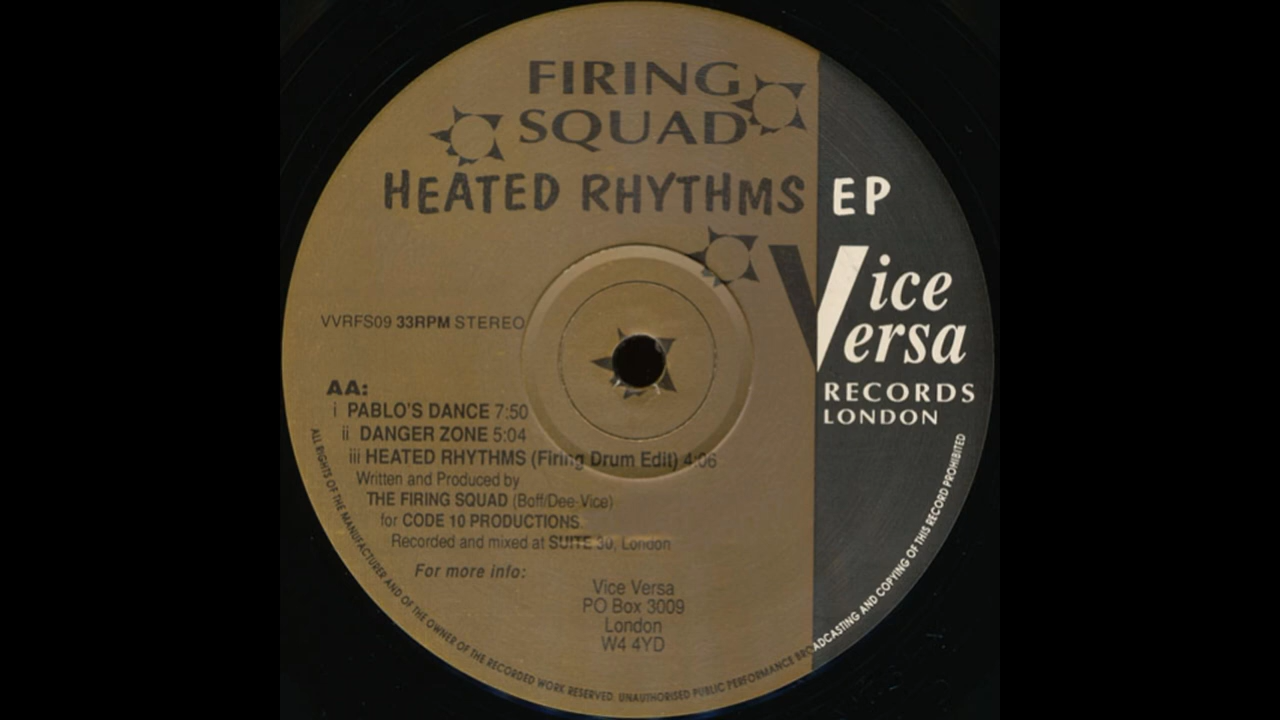 FIRING
SQUAD
HEATED RHYTHMS EP
Vice
Versa
RECORDS
LONDON
VVRFS09 33RPM STEREO
AA:
i PABLO'S DANCE 7:50
ii DANGER ZONE 5:04
iii HEATED RHYTHMS (Firing Drum Edit) 4:06
Written and Produced by
THE FIRING SQUAD (Boff/Dee-Vice)
for CODE 10 PRODUCTIONS.
Recorded and mixed at SUITE 30, London
For more info:
Vice Versa
PO Box 3009
London
W4 4YD
ALL RIGHTS OF THE MANUFACTURER AND OF THE OWNER OF THE RECORDED WORK RESERVED. UNAUTHORISED PUBLIC PERFORMANCE BROADCASTING AND COPYING OF THIS RECORD PROHIBITED